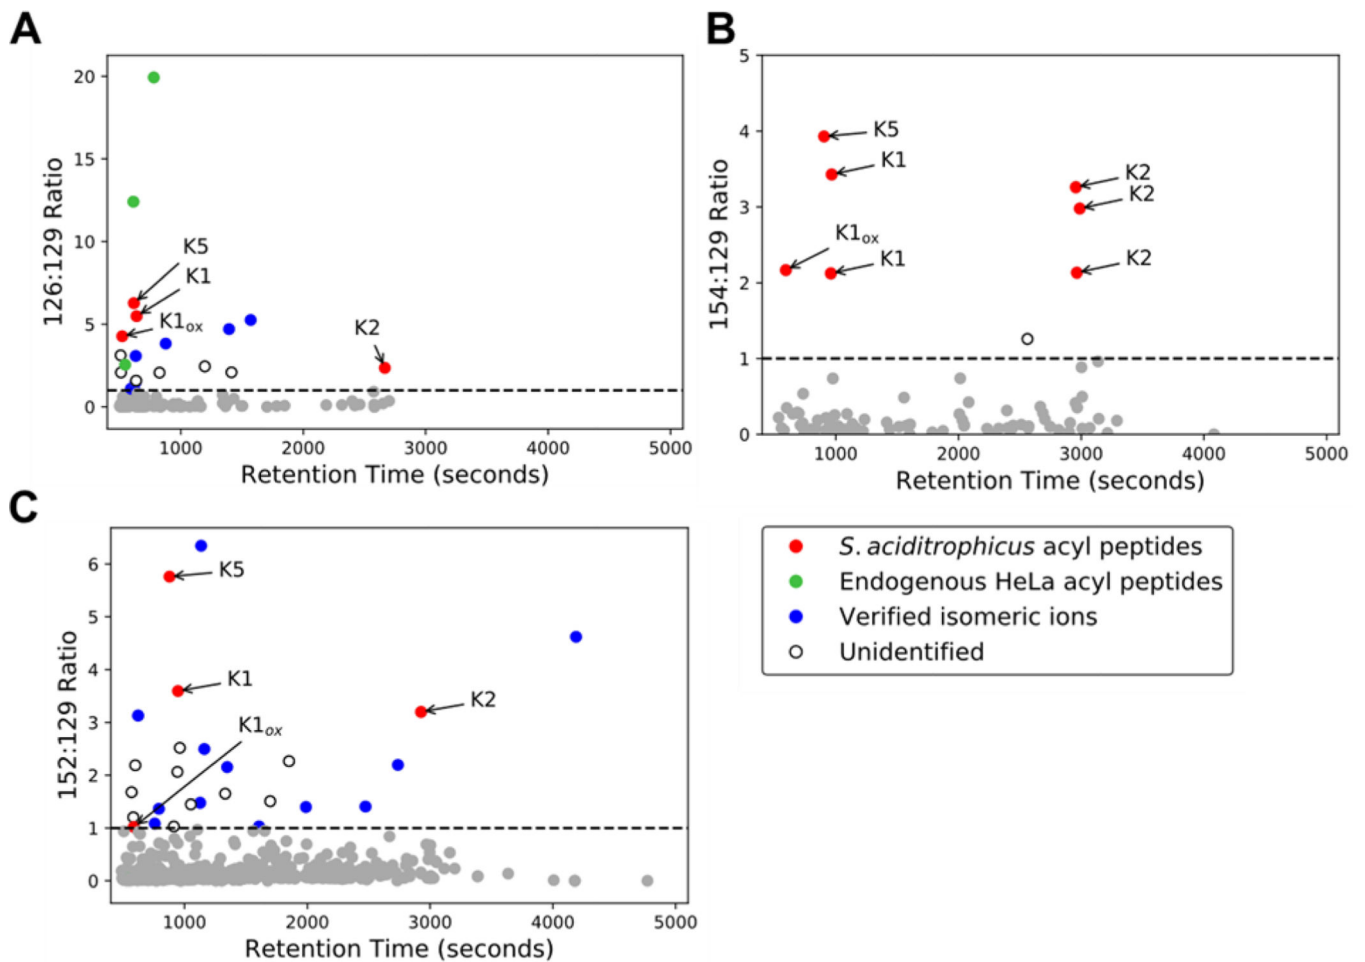 A
126:129 Ratio
20
15
10
5
0
K5
K1
K1ox
K2
1000 2000 3000 4000 5000
Retention Time (seconds)
B
154:129 Ratio
5
4
3
2
1
0
K5
K1
K2
K2
K1ox
K1
K2
1000 2000 3000 4000 5000
Retention Time (seconds)
C
152:129 Ratio
6
5
4
3
2
1
0
K5
K1
K2
K1ox
1000 2000 3000 4000 5000
Retention Time (seconds)
S. aciditrophicus acyl peptides
Endogenous HeLa acyl peptides
Verified isomeric ions
Unidentified